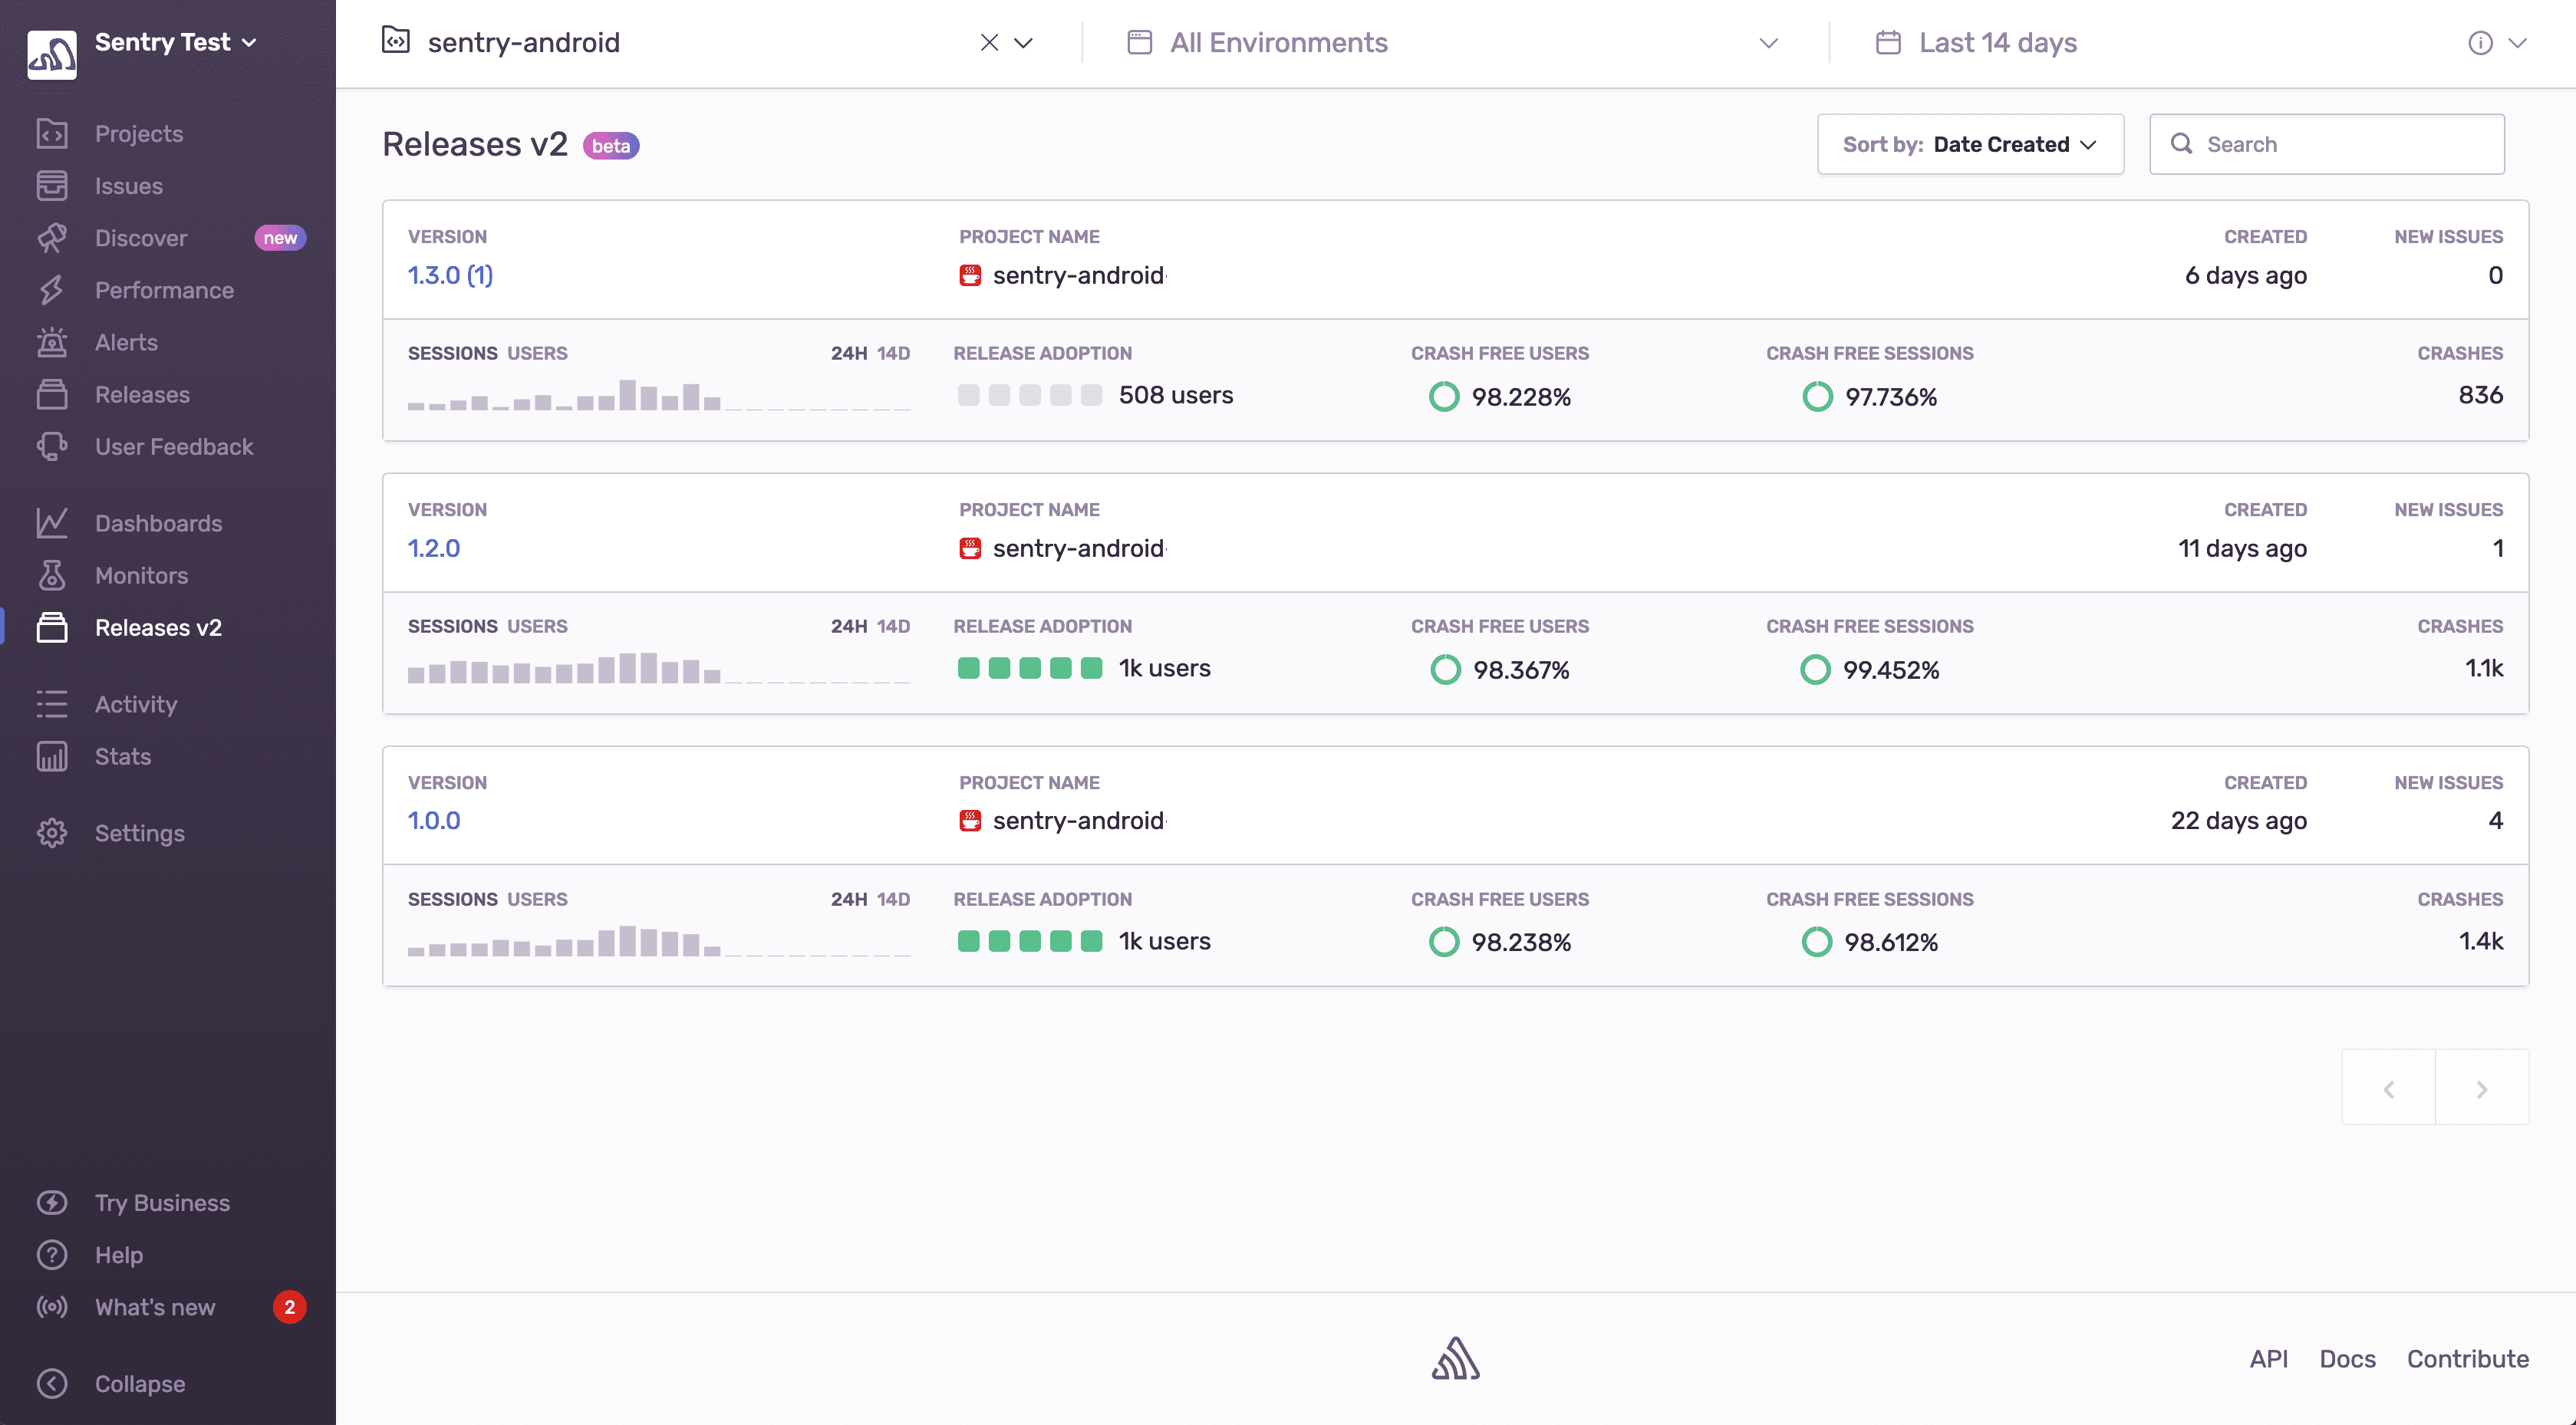 Sentry Test
Projects
Issues
Discover new
Performance
Alerts
Releases
User Feedback
Dashboards
Monitors
Releases v2
Activity
Stats
Settings
Try Business
Help
What's new 2
Collapse
sentry-android All Environments Last 14 days
Releases v2 beta Sort by: Date Created Search
VERSION PROJECT NAME CREATED NEW ISSUES
1.3.0 (1) sentry-android 6 days ago 0
SESSIONS USERS 24H 14D RELEASE ADOPTION CRASH FREE USERS CRASH FREE SESSIONS CRASHES
508 users 98.228% 97.736% 836
VERSION PROJECT NAME CREATED NEW ISSUES
1.2.0 sentry-android 11 days ago 1
SESSIONS USERS 24H 14D RELEASE ADOPTION CRASH FREE USERS CRASH FREE SESSIONS CRASHES
1k users 98.367% 99.452% 1.1k
VERSION PROJECT NAME CREATED NEW ISSUES
1.0.0 sentry-android 22 days ago 4
SESSIONS USERS 24H 14D RELEASE ADOPTION CRASH FREE USERS CRASH FREE SESSIONS CRASHES
1k users 98.238% 98.612% 1.4k
API Docs Contribute